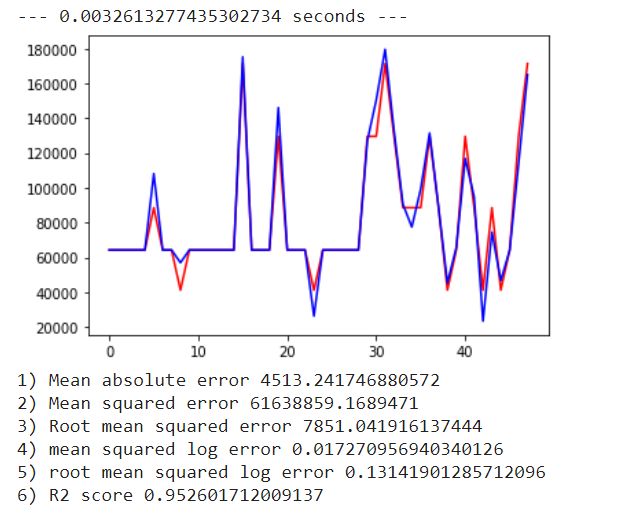 --- 0.0032613277435302734 seconds ---
180000
160000
140000
120000
100000
80000
60000
40000
20000
0 10 20 30 40
1) Mean absolute error 4513.241746880572
2) Mean squared error 61638859.1689471
3) Root mean squared error 7851.041916137444
4) mean squared log error 0.017270956940340126
5) root mean squared log error 0.13141901285712096
6) R2 score 0.952601712009137